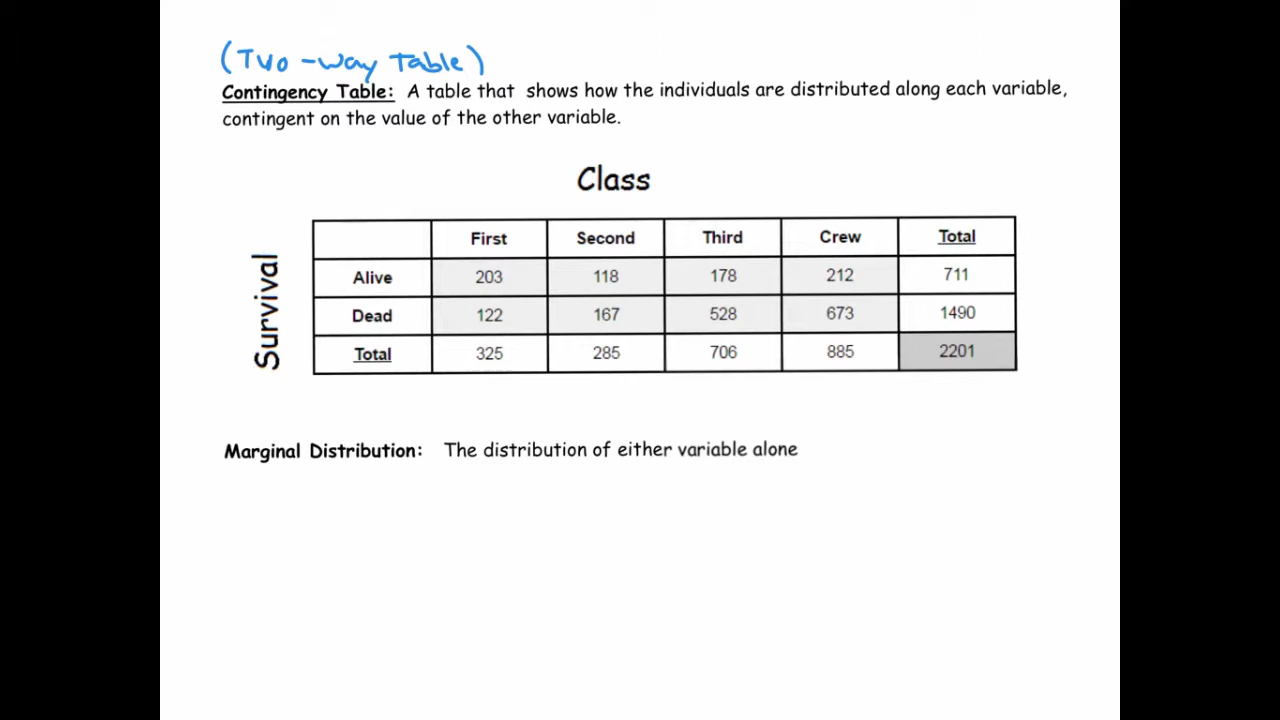 (Two-way Table)
Contingency Table: A table that shows how the individuals are distributed along each variable,
contingent on the value of the other variable.
Class
Survival
First Second Third Crew Total
Alive 203 118 178 212 711
Dead 122 167 528 673 1490
Total 325 285 706 885 2201
Marginal Distribution: The distribution of either variable alone